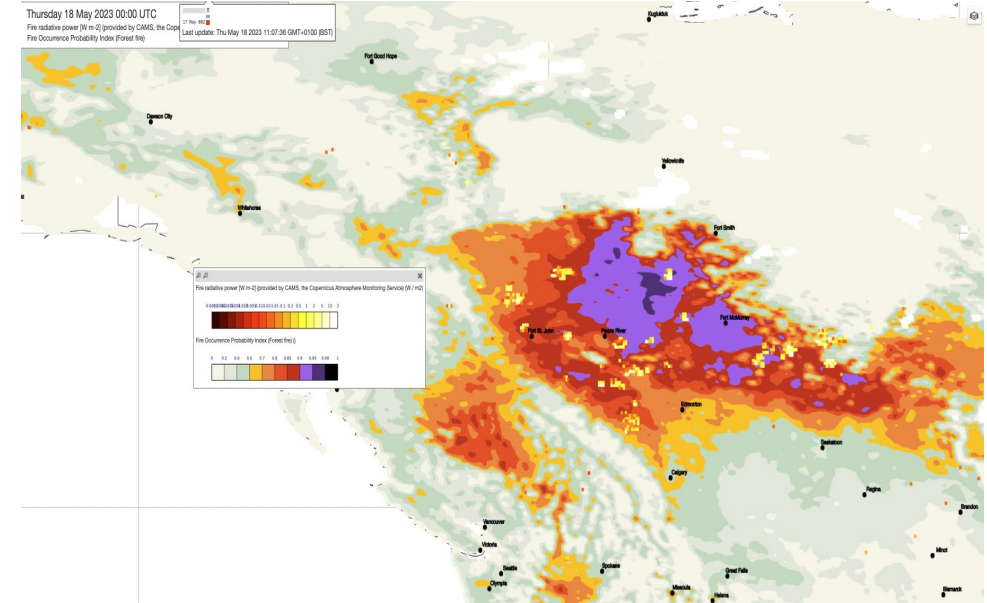 Thursday 18 May 2023 00:00 UTC
Fire radiative power [W m-2] (provided by CAMS, the Cope
Fire Occurrence Probability Index (Forest fire)
17 May 00Z
Last update: Thu May 18 2023 11:07:36 GMT+0100 (BST)
Kugluktuk
Fort Good Hope
Dawson City
Yellowknife
Whitehorse
Fort Smith
Fire radiative power [W m-2] (provided by CAMS, the Copernicus Atmosphere Monitoring Service) (W / m2)
0.1 0.2 0.5 1 2 5 10
Fire Occurrence Probability Index (Forest fire) ()
0 0.2 0.4 0.6 0.7 0.8 0.85 0.9 0.95 0.98 1
Fort McMurray
Fort St. John
Peace River
Edmonton
Saskatoon
Calgary
Regina
Brandon
Vancouver
Victoria
Minot
Seattle
Spokane
Great Falls
Olympia
Missoula
Helena
Bismarck